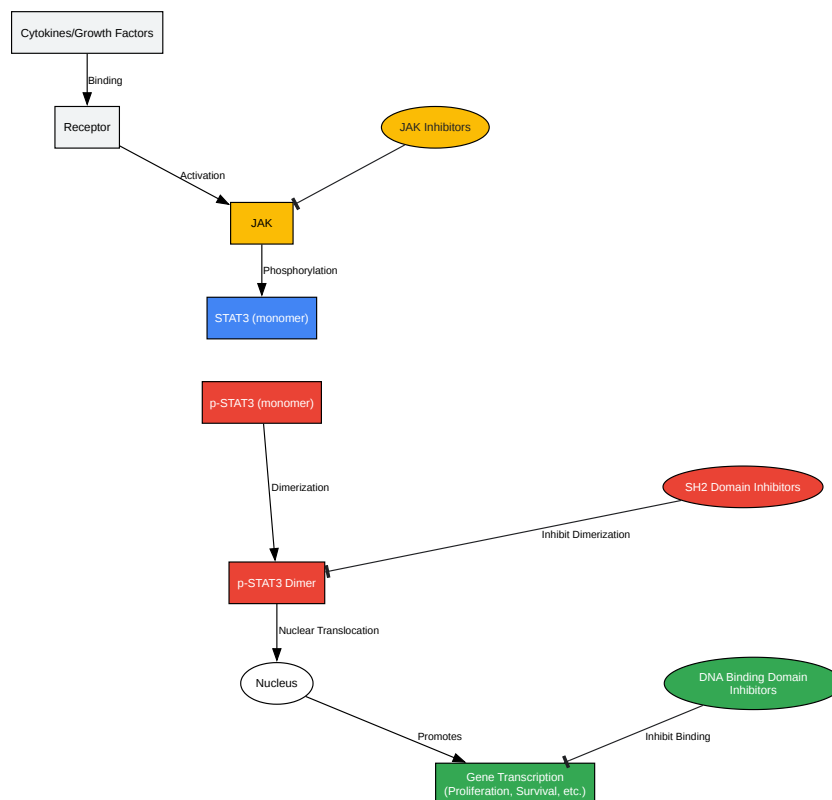 Cytokines/Growth Factors
Binding
Receptor
JAK Inhibitors
Activation
JAK
Phosphorylation
STAT3 (monomer)
p-STAT3 (monomer)
Dimerization
SH2 Domain Inhibitors
Inhibit Dimerization
p-STAT3 Dimer
Nuclear Translocation
Nucleus
DNA Binding Domain
Inhibitors
Promotes
Inhibit Binding
Gene Transcription
(Proliferation, Survival, etc.)